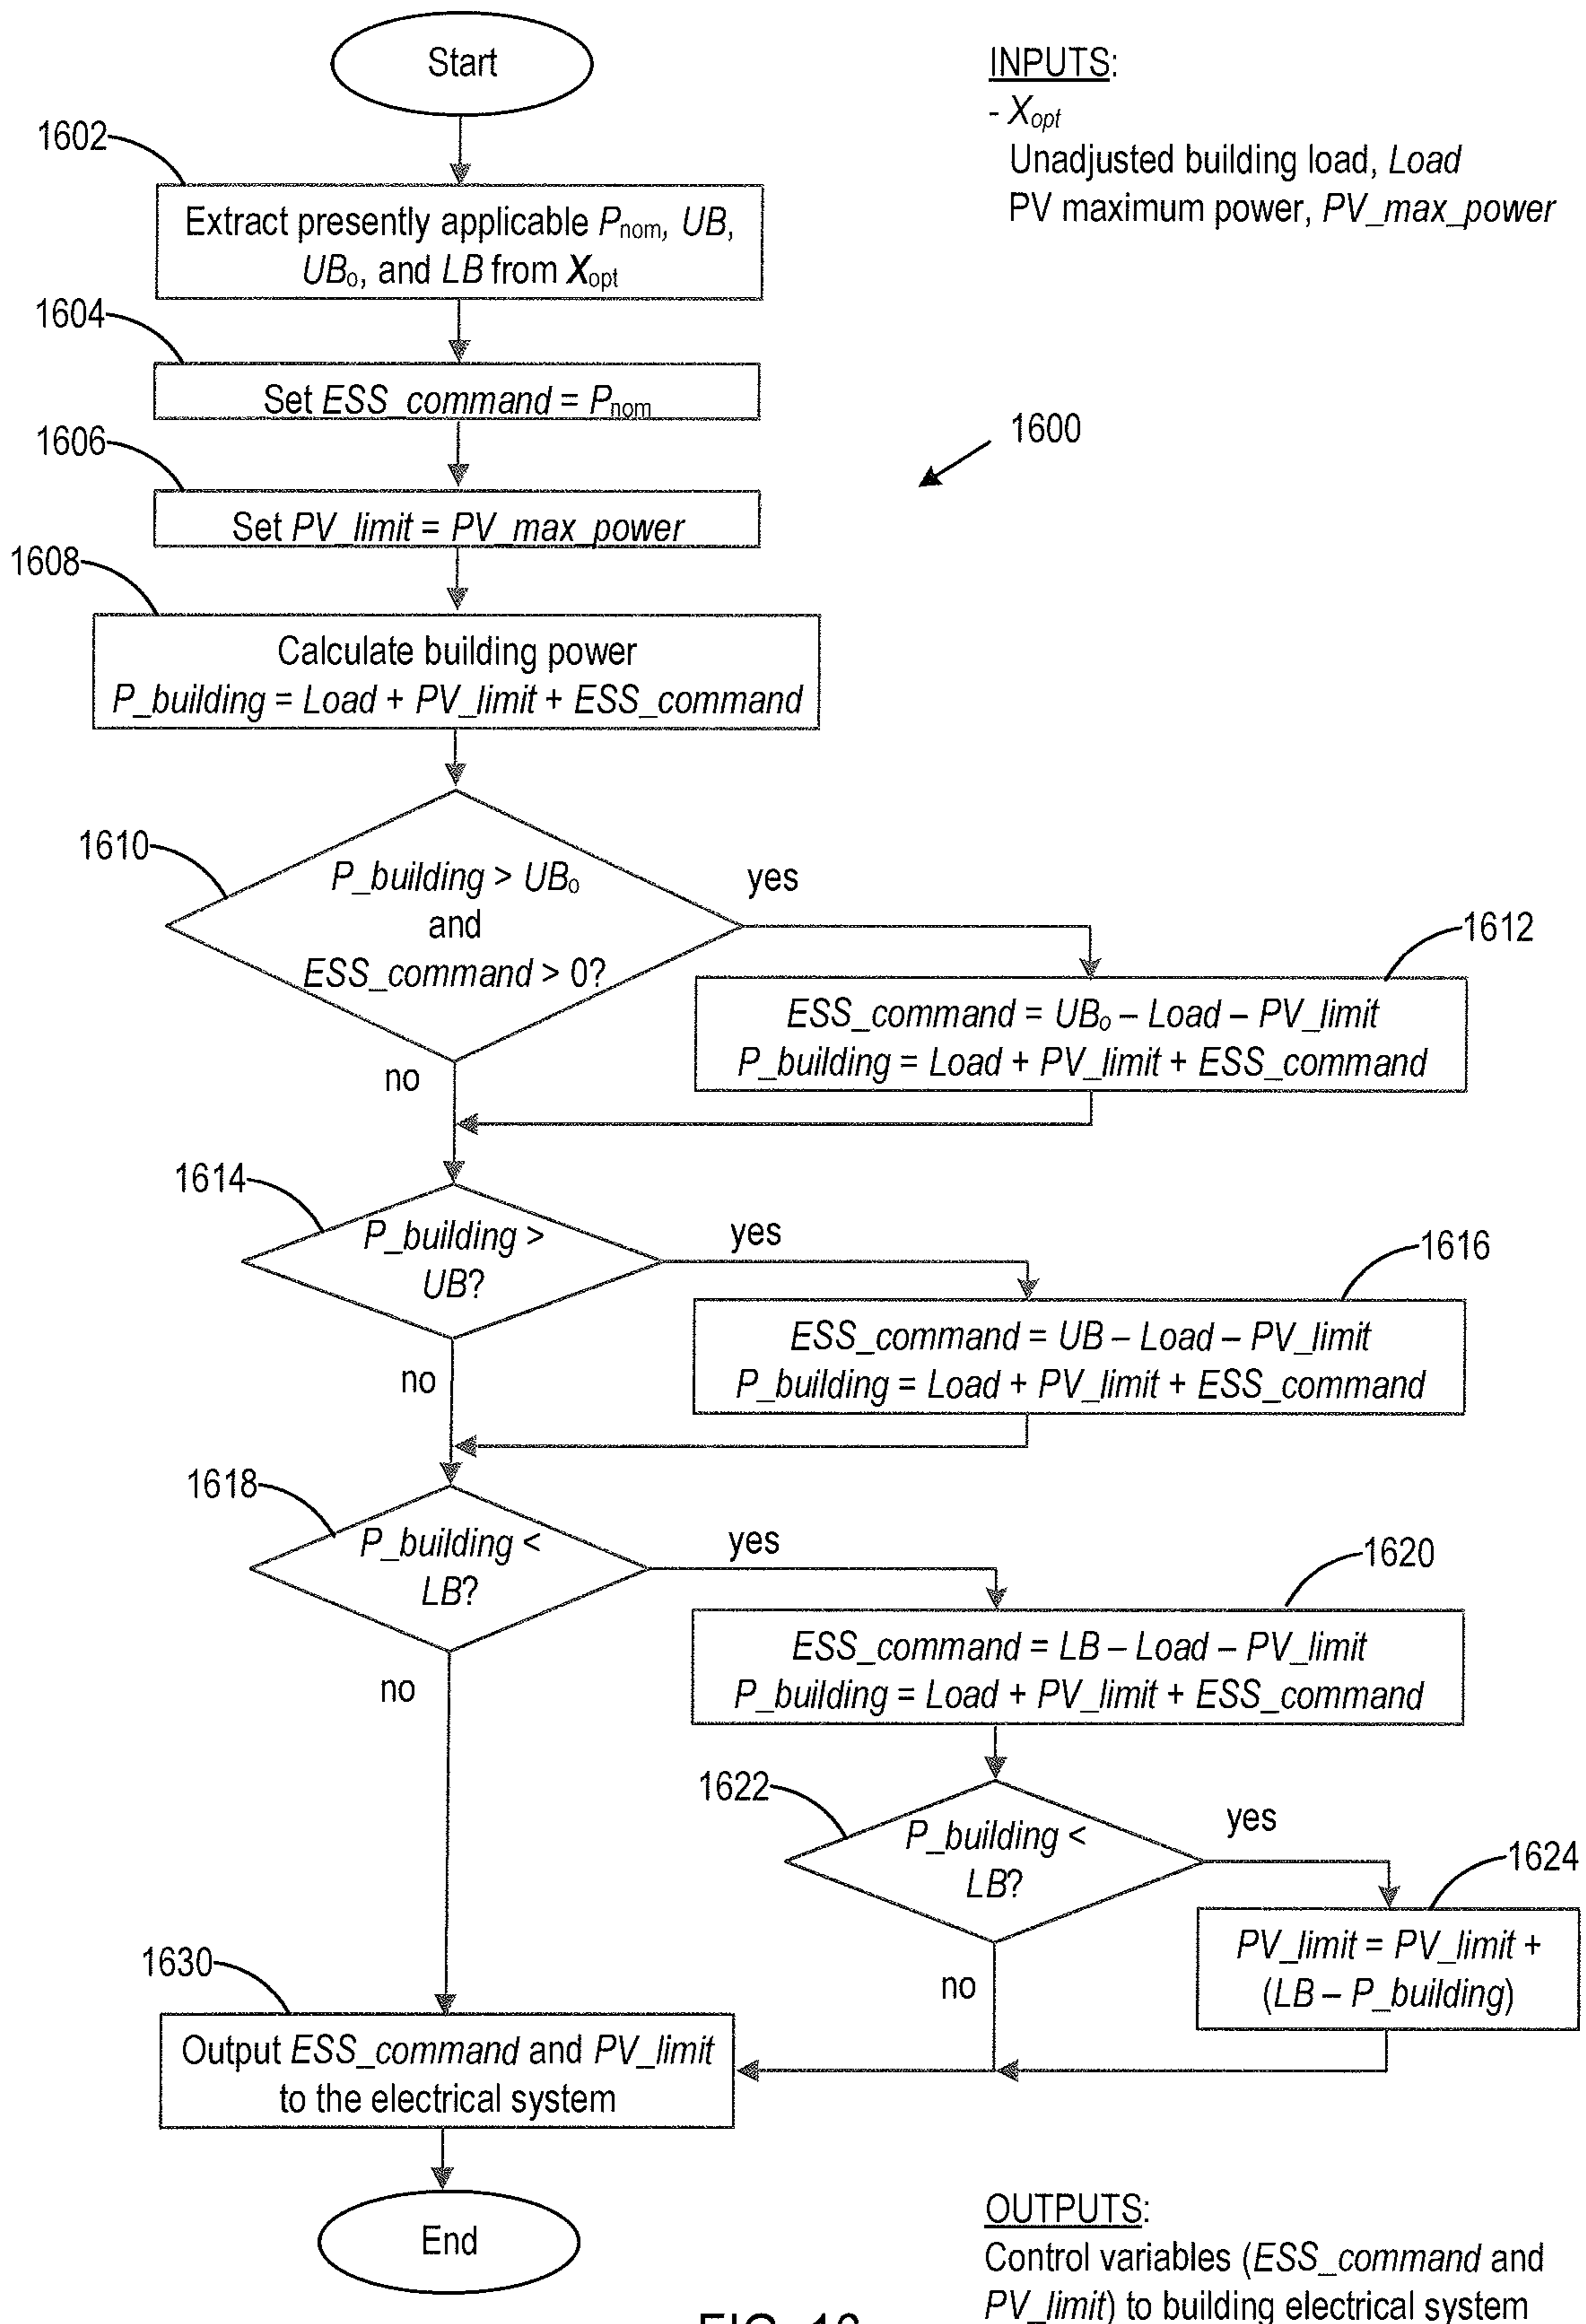 Start
INPUTS:
- Xopt
Unadjusted building load, Load
PV maximum power, PV_max_power
1602
Extract presently applicable Pnom, UB,
UBo, and LB from Xopt
1604
Set ESS_command = Pnom
1600
1606
Set PV_limit = PV_max_power
1608
Calculate building power
P_building = Load + PV_limit + ESS_command
1610
P_building > UBo
and
ESS_command > 0?
yes
1612
ESS_command = UBo – Load – PV_limit
P_building = Load + PV_limit + ESS_command
no
1614
P_building >
UB?
yes
1616
ESS_command = UB – Load – PV_limit
P_building = Load + PV_limit + ESS_command
no
1618
P_building <
LB?
yes
1620
ESS_command = LB – Load – PV_limit
P_building = Load + PV_limit + ESS_command
no
1622
P_building <
LB?
yes
1624
PV_limit = PV_limit +
(LB – P_building)
no
1630
Output ESS_command and PV_limit
to the electrical system
End
OUTPUTS:
Control variables (ESS_command and
PV_limit) to building electrical system